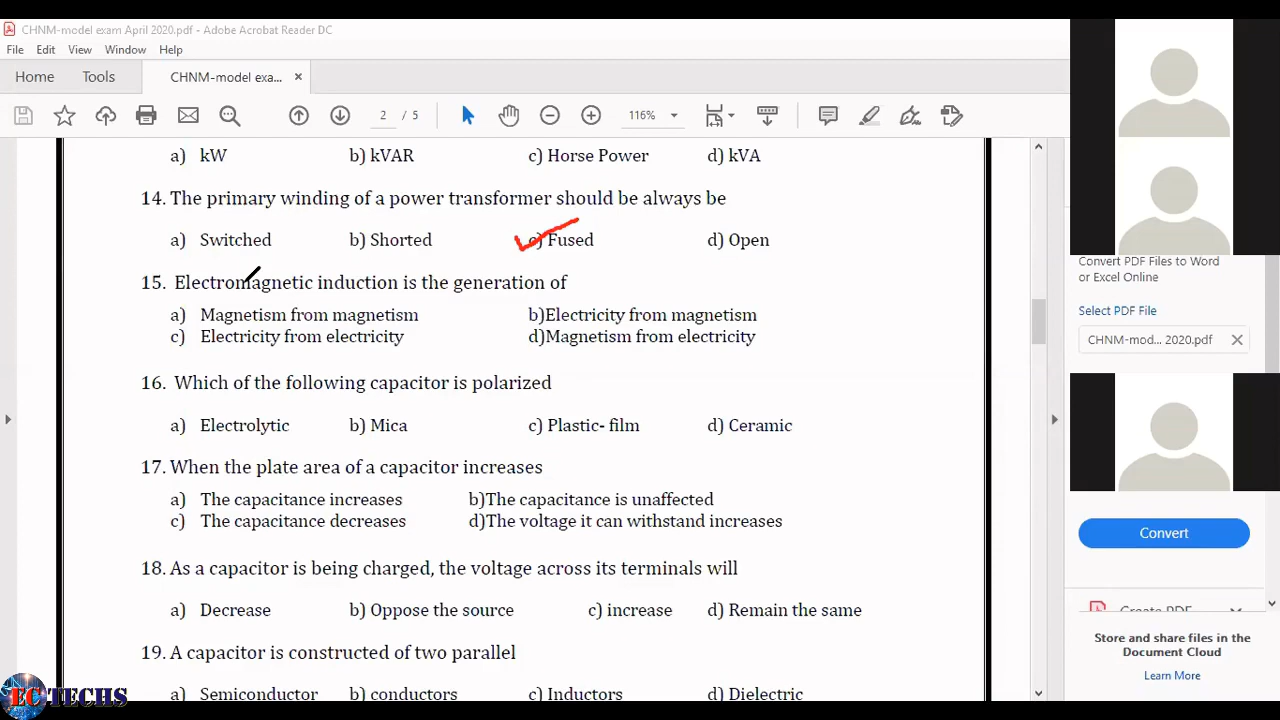 CHNM-model exam April 2020.pdf - Adobe Acrobat Reader DC
File Edit View Window Help
Home Tools CHNM-model exa... ×
2 / 5 116%
a) kW b) kVAR c) Horse Power d) kVA
14. The primary winding of a power transformer should be always be
a) Switched b) Shorted c) Fused d) Open
15. Electromagnetic induction is the generation of
a) Magnetism from magnetism b)Electricity from magnetism
c) Electricity from electricity d)Magnetism from electricity
16. Which of the following capacitor is polarized
a) Electrolytic b) Mica c) Plastic- film d) Ceramic
17. When the plate area of a capacitor increases
a) The capacitance increases b)The capacitance is unaffected
c) The capacitance decreases d)The voltage it can withstand increases
18. As a capacitor is being charged, the voltage across its terminals will
a) Decrease b) Oppose the source c) increase d) Remain the same
19. A capacitor is constructed of two parallel
a) Semiconductor b) conductors c) Inductors d) Dielectric
Convert PDF Files to Word
or Excel Online
Select PDF File
CHNM-mod... 2020.pdf
Convert
Create PDF
Store and share files in the
Document Cloud
Learn More
EC TECHS